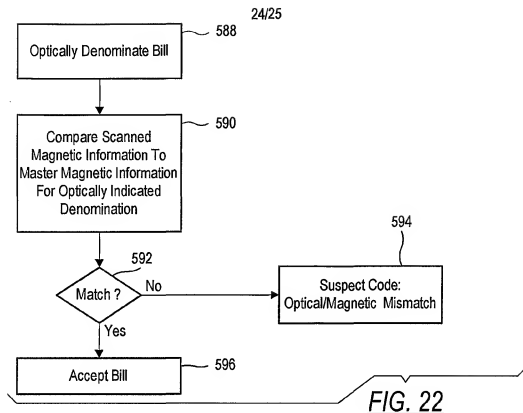 24/25
Optically Denominate Bill
588
Compare Scanned
Magnetic Information To
Master Magnetic Information
For Optically Indicated
Denomination
590
Match ?
592
No
Yes
Suspect Code:
Optical/Magnetic Mismatch
594
Accept Bill
596
FIG. 22